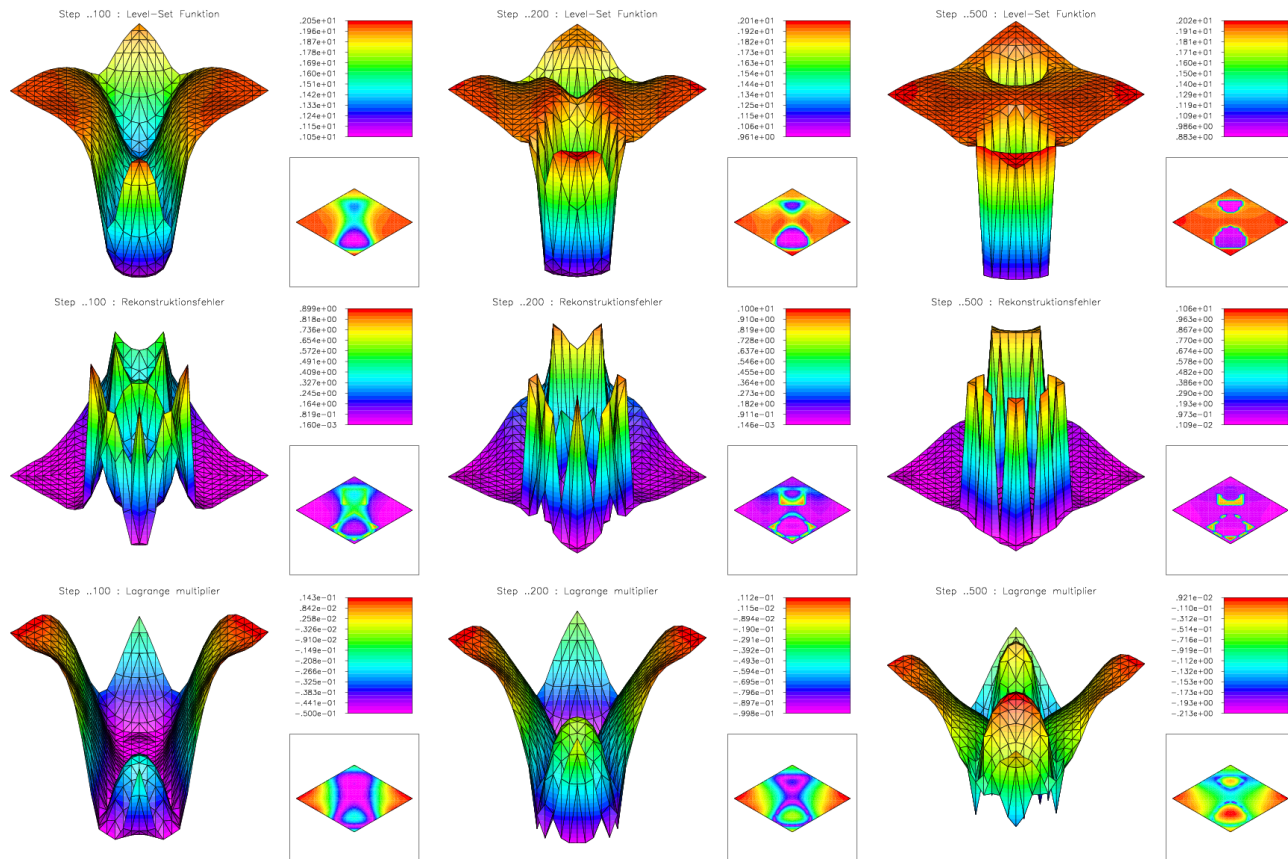 Step ..100 : Level-Set Funktion
.205e+01
.196e+01
.187e+01
.178e+01
.169e+01
.160e+01
.151e+01
.142e+01
.133e+01
.124e+01
.115e+01
.105e+01
Step ..200 : Level-Set Funktion
.201e+01
.192e+01
.183e+01
.173e+01
.163e+01
.154e+01
.144e+01
.134e+01
.125e+01
.115e+01
.106e+01
.961e+00
Step ..500 : Level-Set Funktion
.202e+01
.191e+01
.181e+01
.171e+01
.160e+01
.150e+01
.140e+01
.129e+01
.119e+01
.109e+01
.986e+00
.883e+00
Step ..100 : Rekonstruktionsfehler
.899e+00
.818e+00
.736e+00
.654e+00
.572e+00
.491e+00
.409e+00
.327e+00
.245e+00
.164e+00
.819e-01
.160e-03
Step ..200 : Rekonstruktionsfehler
.100e+01
.910e+00
.819e+00
.728e+00
.637e+00
.546e+00
.455e+00
.364e+00
.273e+00
.182e+00
.911e-01
.146e-03
Step ..500 : Rekonstruktionsfehler
.106e+01
.963e+00
.867e+00
.770e+00
.674e+00
.578e+00
.482e+00
.386e+00
.290e+00
.193e+00
.973e-01
.109e-02
Step ..100 : Lagrange multiplier
.143e-01
.842e-02
.258e-02
-.326e-02
-.910e-02
-.149e-01
-.208e-01
-.266e-01
-.325e-01
-.383e-01
-.441e-01
-.500e-01
Step ..200 : Lagrange multiplier
.112e-01
.115e-02
-.894e-02
-.190e-01
-.291e-01
-.392e-01
-.493e-01
-.594e-01
-.695e-01
-.796e-01
-.897e-01
-.998e-01
Step ..500 : Lagrange multiplier
.921e-02
-.110e-01
-.312e-01
-.514e-01
-.716e-01
-.919e-01
-.112e+00
-.132e+00
-.153e+00
-.173e+00
-.193e+00
-.213e+00